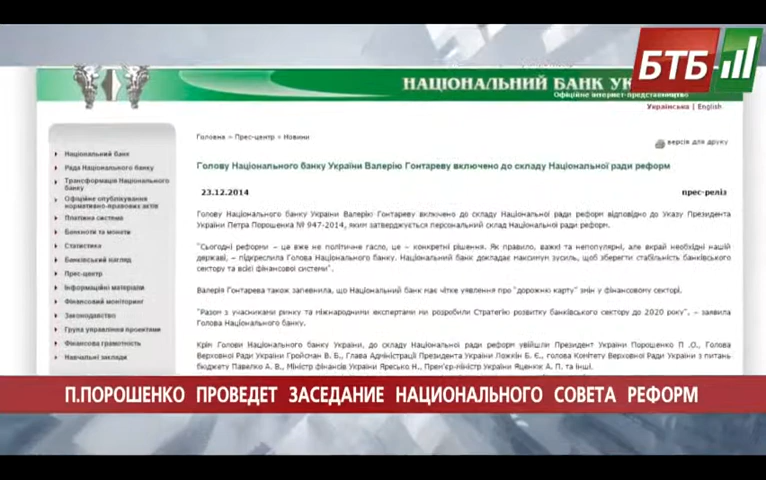 БТБ
НАЦІОНАЛЬНИЙ БАНК УК
Офіційне інтернет-представництво
Українська | English
Головна » Прес-центр » Новини
версія для друку
Національний банк
Рада Національного банку
Трансформація Національного
банку
Офіційне опублікування
нормативно-правових актів
Платіжна система
Банкноти та монети
Статистика
Банківський нагляд
Прес-центр
Інформаційні матеріали
Фінансовий моніторинг
Законодавство
Група управління проектами
Фінансова грамотність
Навчальні заклади
Голову Національного банку України Валерію Гонтареву включено до складу Національної ради реформ
23.12.2014
прес-реліз
Голову Національного банку України Валерію Гонтареву включено до складу Національної ради реформ відповідно до Указу Президента
України Петра Порошенка № 947-2014, яким затверджується персональний склад Національної ради реформ.
"Сьогодні реформи – це вже не політичне гасло, це – конкретні рішення. Як правило, важкі та непопулярні, але вкрай необхідні нашій
державі, – підкреслила Голова Національного банку. Національний банк докладає максимум зусиль, щоб зберегти стабільність банківського
сектору та всієї фінансової системи".
Валерія Гонтарева також запевнила, що Національний банк має чітке уявлення про "дорожню карту" змін у фінансовому секторі.
"Разом з учасниками ринку та міжнародними експертами ми розробили Стратегію розвитку банківського сектору до 2020 року", – заявила
Голова Національного банку.
Крім Голови Національного банку України, до складу Національної ради реформ увійшли Президент України Порошенко П .О., Голова
Верховної Ради України Гройсман В. Б., Глава Адміністрації Президента України Ложкін Б. Є., голова Комітету Верховної Ради України з питань
бюджету Павелко А. В., Міністр фінансів України Яресько Н., Прем'єр-міністр України Яценюк А. П. та інші.
П.ПОРОШЕНКО ПРОВЕДЕТ ЗАСЕДАНИЕ НАЦИОНАЛЬНОГО СОВЕТА РЕФОРМ